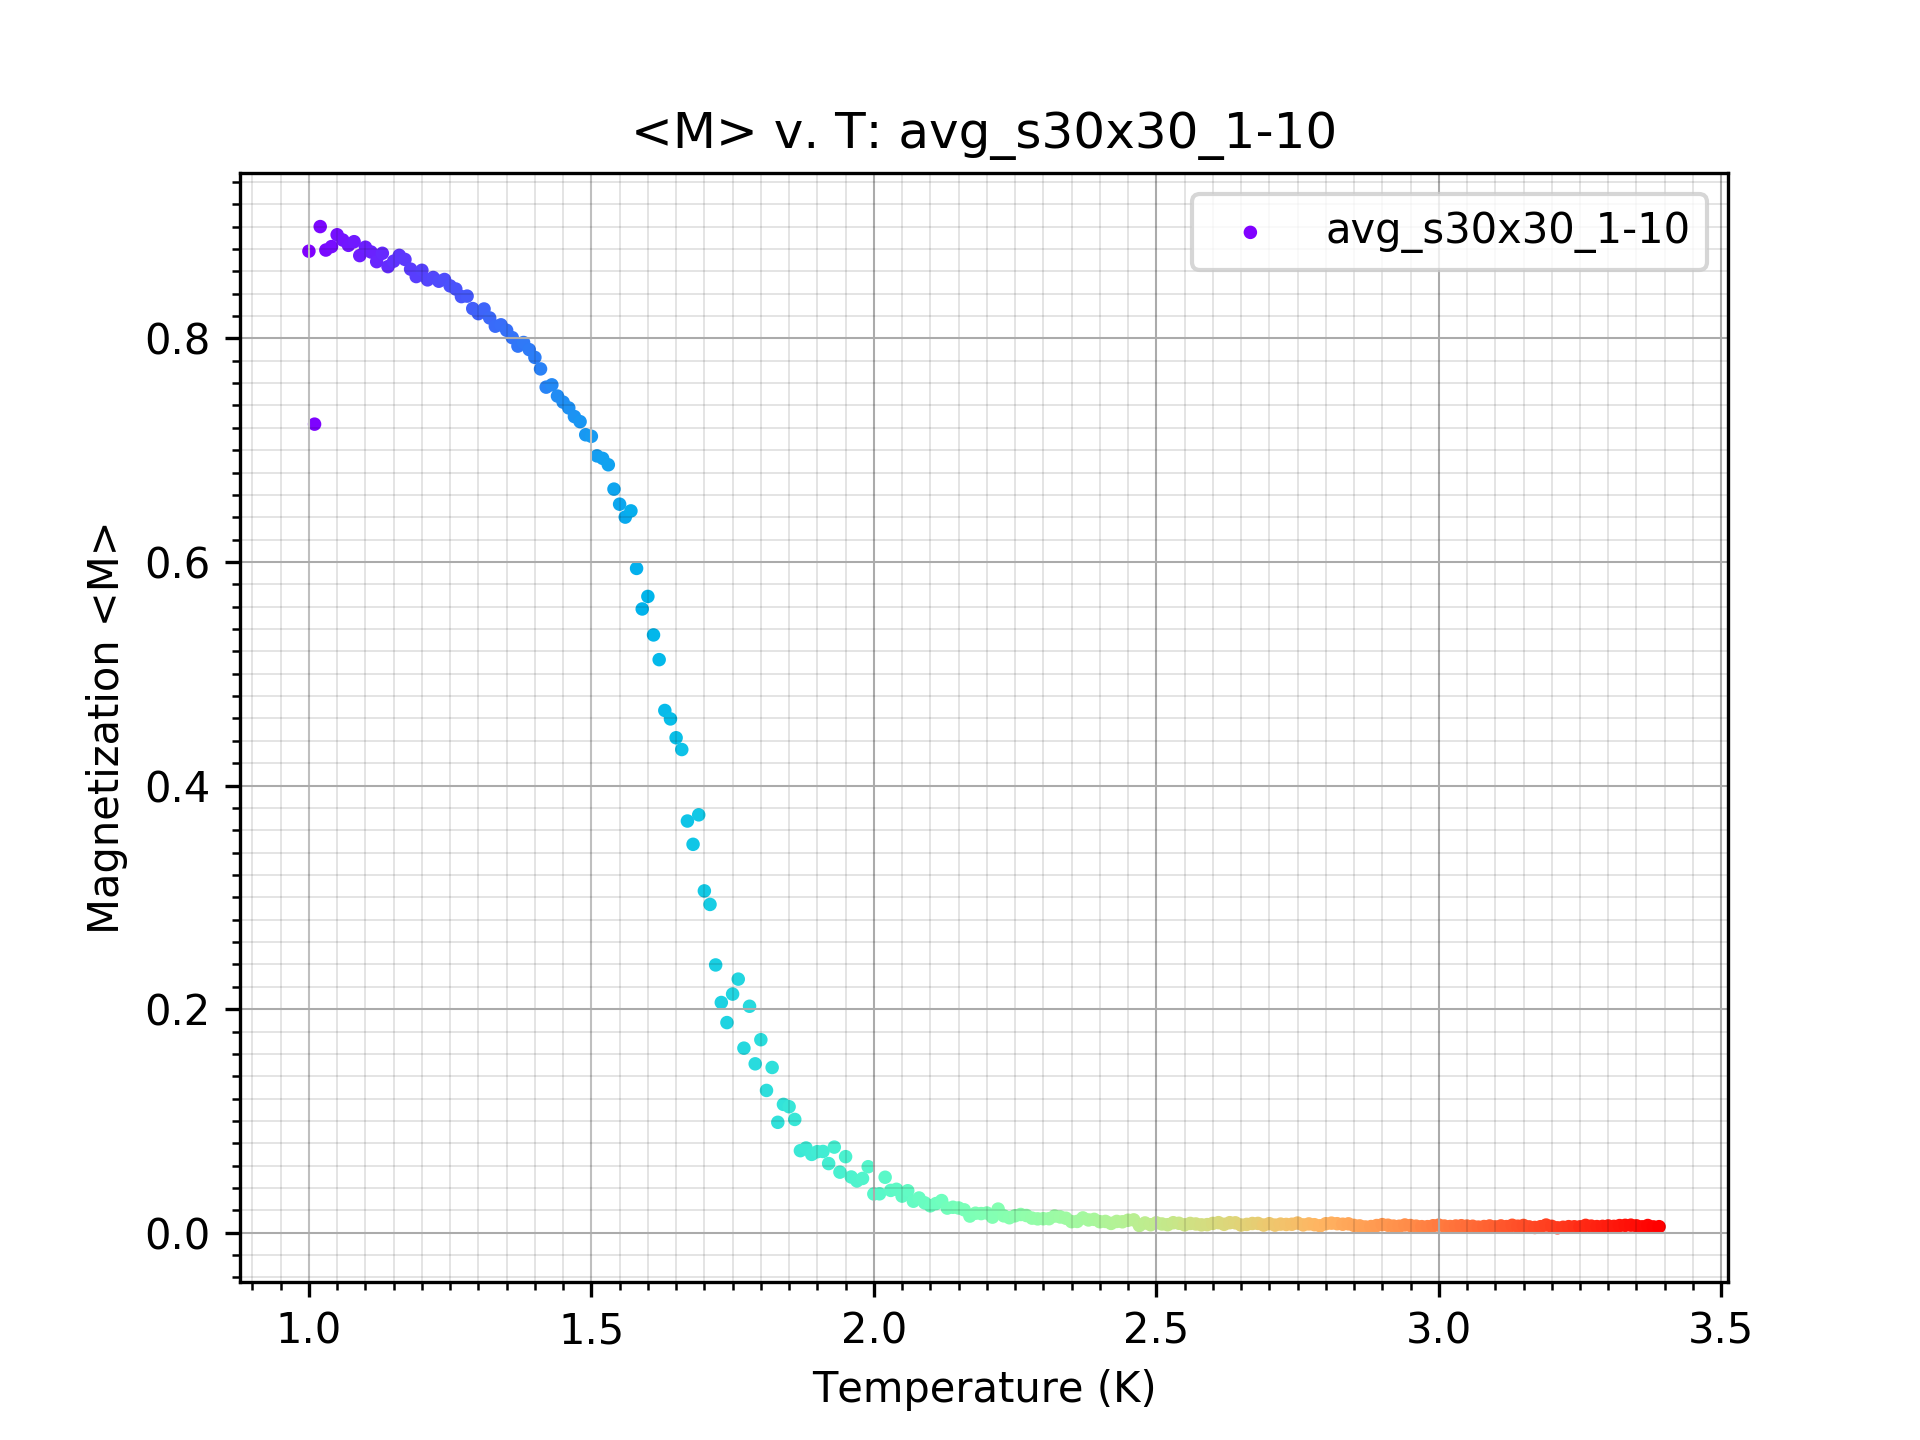 <M> v. T: avg_s30x30_1-10
avg_s30x30_1-10
Magnetization <M>
0.8
0.6
0.4
0.2
0.0
1.0 1.5 2.0 2.5 3.0 3.5
Temperature (K)